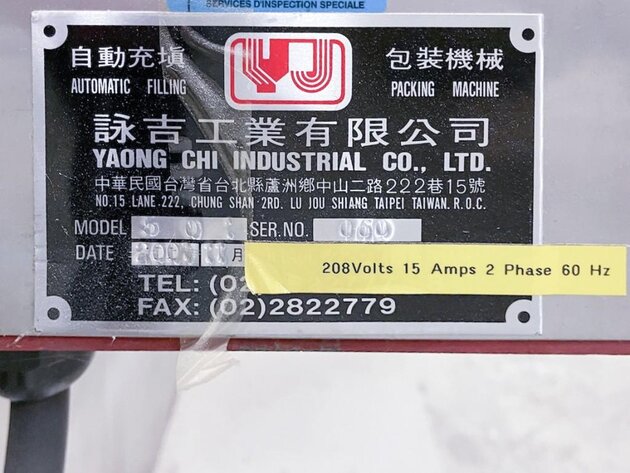 SERVICES D'INSPECTION SPECIALE
自動充塡 YJ 包裝機械
AUTOMATIC FILLING PACKING MACHINE
詠吉工業有限公司
YAONG CHI INDUSTRIAL CO., LTD.
中華民國台灣省台北縣蘆洲鄉中山二路222巷15號
NO.15 LANE.222, CHUNG SHAN 2RD. LU JOU SHIANG TAIPEI TAIWAN. R.O.C.
MODEL SER.NO. 060
DATE 月
208Volts 15 Amps 2 Phase 60 Hz
TEL: (02
FAX: (02)2822779